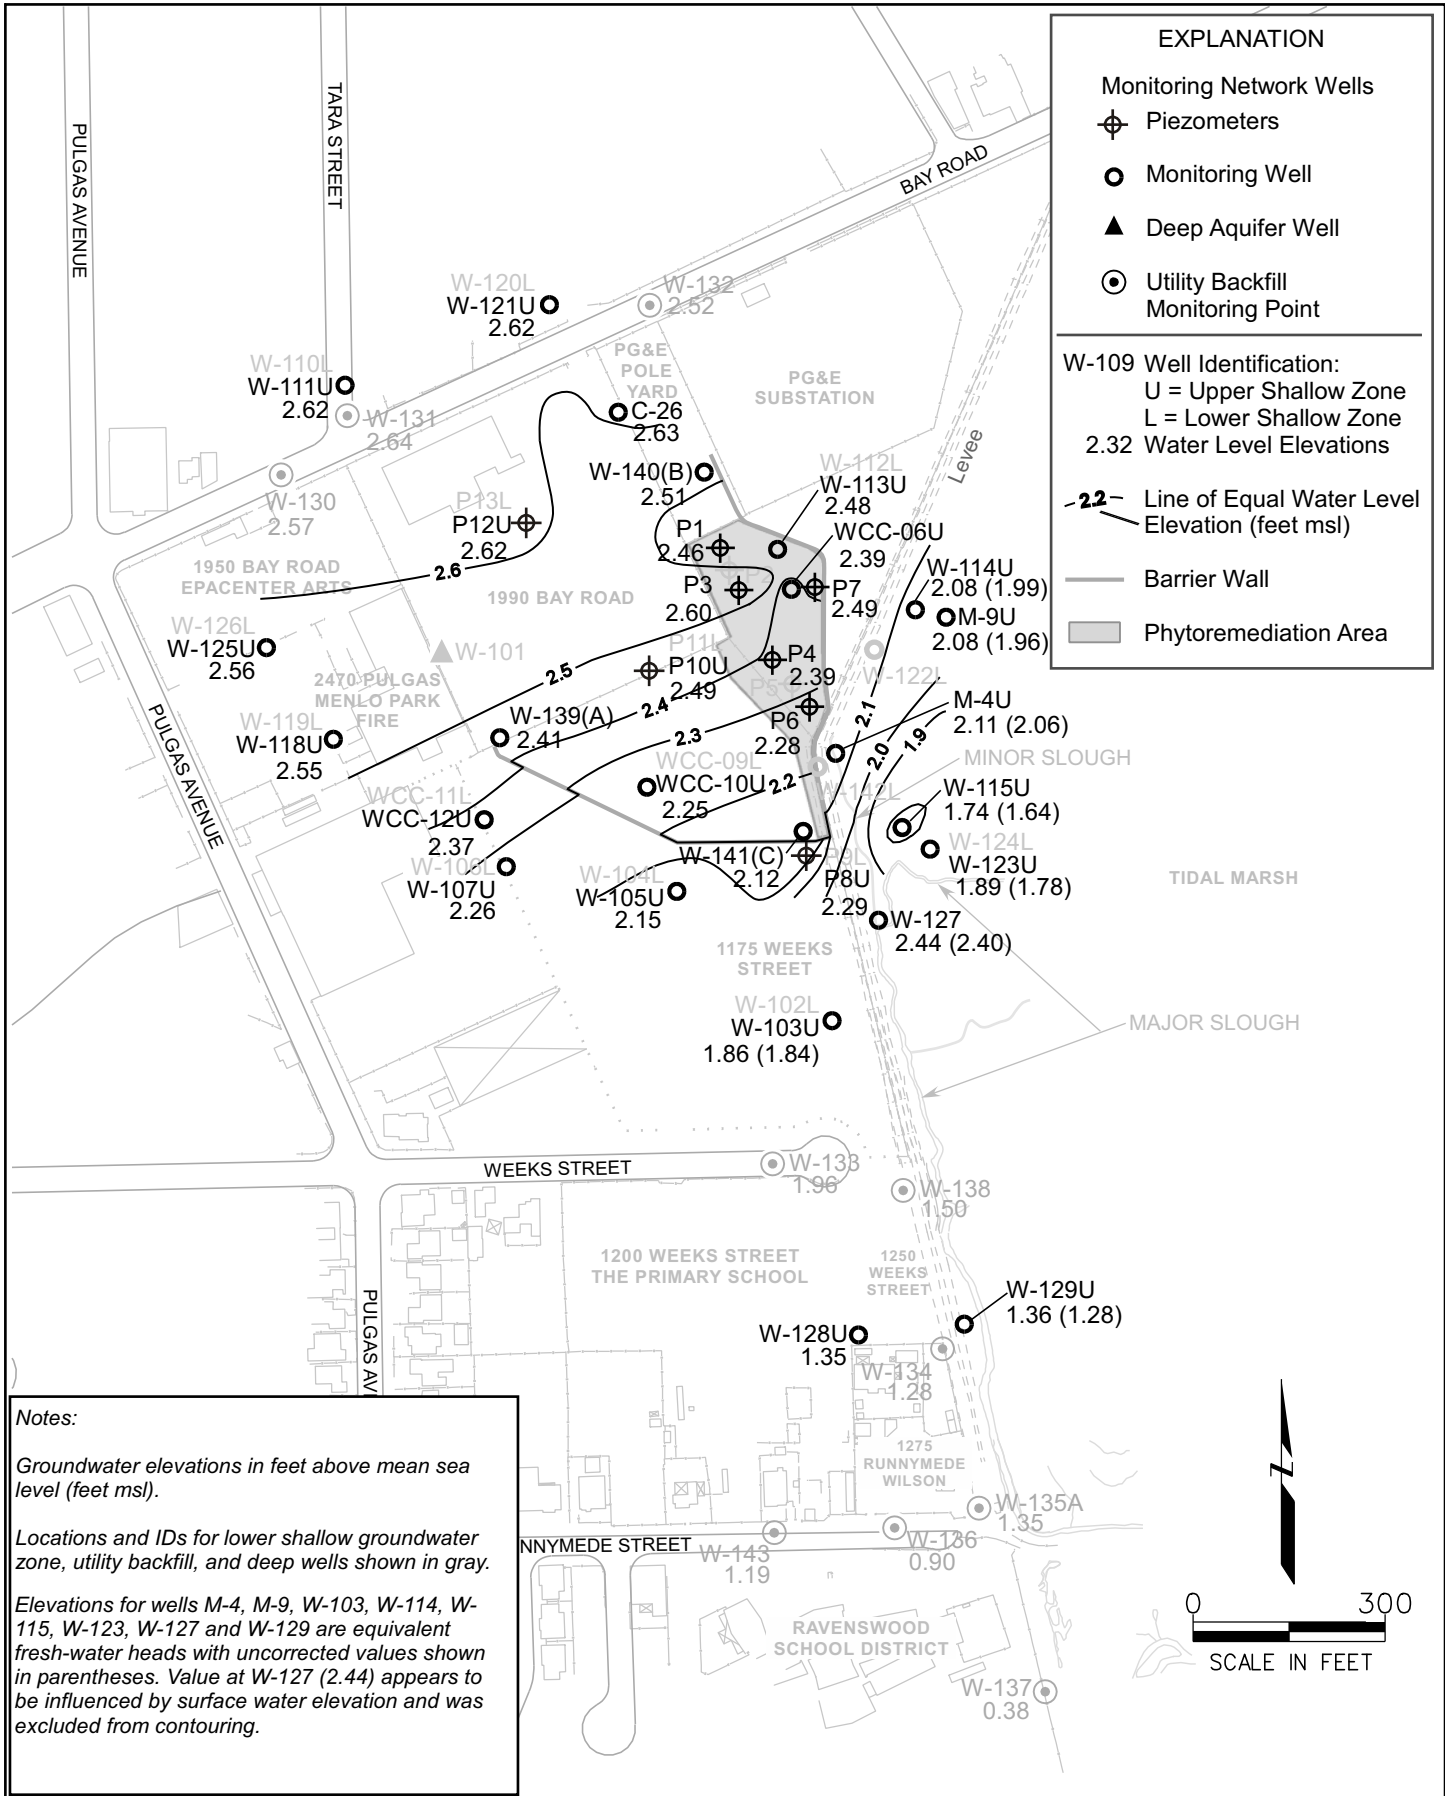 EXPLANATION
Monitoring Network Wells
Piezometers
Monitoring Well
Deep Aquifer Well
Utility Backfill
Monitoring Point
W-109 Well Identification:
U = Upper Shallow Zone
L = Lower Shallow Zone
2.32 Water Level Elevations
2.2 Line of Equal Water Level
Elevation (feet msl)
Barrier Wall
Phytoremediation Area
PULGAS AVENUE
TARA STREET
BAY ROAD
Levee
W-120L
W-121U
2.62
W-132
2.52
W-110L
W-111U
2.62
W-131
2.64
PG&E
POLE
YARD
PG&E
SUBSTATION
C-26
2.63
W-130
2.57
W-140(B)
2.51
W-112L
W-113U
2.48
P13L
P12U
2.62
P1
2.46
P2
WCC-06U
2.39
1950 BAY ROAD
EPACENTER ARTS
2.6
1990 BAY ROAD
P3
2.60
P7
2.49
W-114U
2.08 (1.99)
M-9U
2.08 (1.96)
W-126L
W-125U
2.56
W-101
P11L
P10U
2.49
P4
2.39
P5
W-122L
2470 PULGAS
MENLO PARK
FIRE
2.5
2.4
2.3
2.2
2.1
2.0
1.9
P6
2.28
M-4U
2.11 (2.06)
W-119L
W-118U
2.55
W-139(A)
2.41
PULGAS AVENUE
MINOR SLOUGH
WCC-09L
WCC-10U
2.25
W-142L
W-115U
1.74 (1.64)
WCC-11L
WCC-12U
2.37
W-124L
W-123U
1.89 (1.78)
W-141(C)
2.12
P9L
P8U
2.29
TIDAL MARSH
W-106L
W-107U
2.26
W-104L
W-105U
2.15
W-127
2.44 (2.40)
1175 WEEKS
STREET
W-102L
W-103U
1.86 (1.84)
MAJOR SLOUGH
WEEKS STREET
W-133
1.96
W-138
1.50
1200 WEEKS STREET
THE PRIMARY SCHOOL
1250
WEEKS
STREET
W-129U
1.36 (1.28)
W-128U
1.35
W-134
1.28
PULGAS AV
1275
RUNNYMEDE
WILSON
W-135A
1.35
NNYMEDE STREET
W-143
1.19
W-136
0.90
RAVENSWOOD
SCHOOL DISTRICT
W-137
0.38
Notes:
Groundwater elevations in feet above mean sea
level (feet msl).
Locations and IDs for lower shallow groundwater
zone, utility backfill, and deep wells shown in gray.
Elevations for wells M-4, M-9, W-103, W-114, W-
115, W-123, W-127 and W-129 are equivalent
fresh-water heads with uncorrected values shown
in parentheses. Value at W-127 (2.44) appears to
be influenced by surface water elevation and was
excluded from contouring.
Z
0 300
SCALE IN FEET